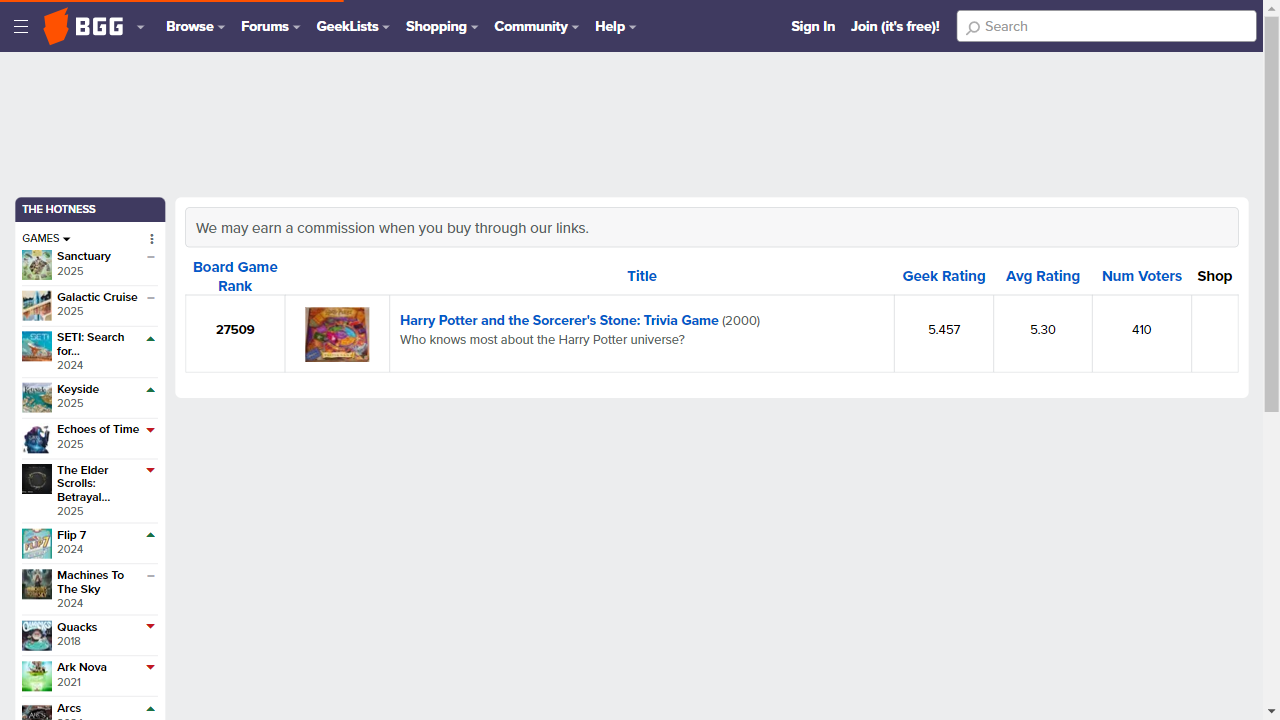 BGG
Browse
Forums
GeekLists
Shopping
Community
Help
Sign In
Join (it's free!)
Search
THE HOTNESS
GAMES
Sanctuary
2025
Galactic Cruise
2025
SETI: Search
for...
2024
Keyside
2025
Echoes of Time
2025
The Elder
Scrolls:
Betrayal...
2025
Flip 7
2024
Machines To
The Sky
2024
Quacks
2018
Ark Nova
2021
Arcs
We may earn a commission when you buy through our links.
Board Game
Rank
Title
Geek Rating
Avg Rating
Num Voters
Shop
27509
Harry Potter and the Sorcerer's Stone: Trivia Game (2000)
Who knows most about the Harry Potter universe?
5.457
5.30
410